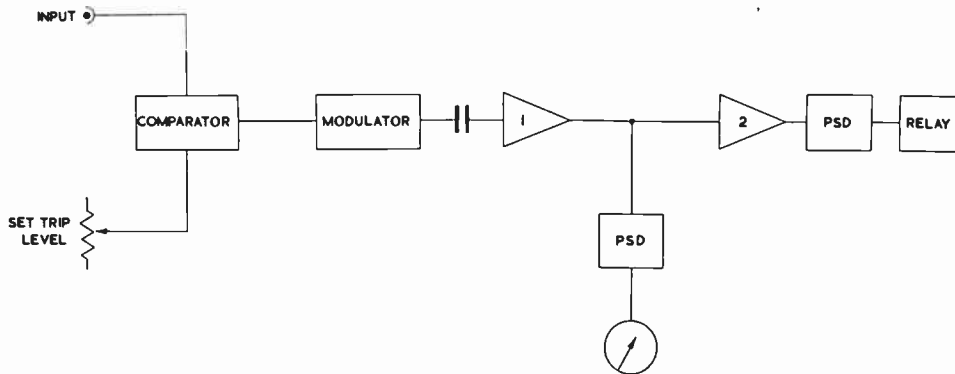 INPUT
COMPARATOR
MODULATOR
1
2
PSD
RELAY
SET TRIP
LEVEL
PSD